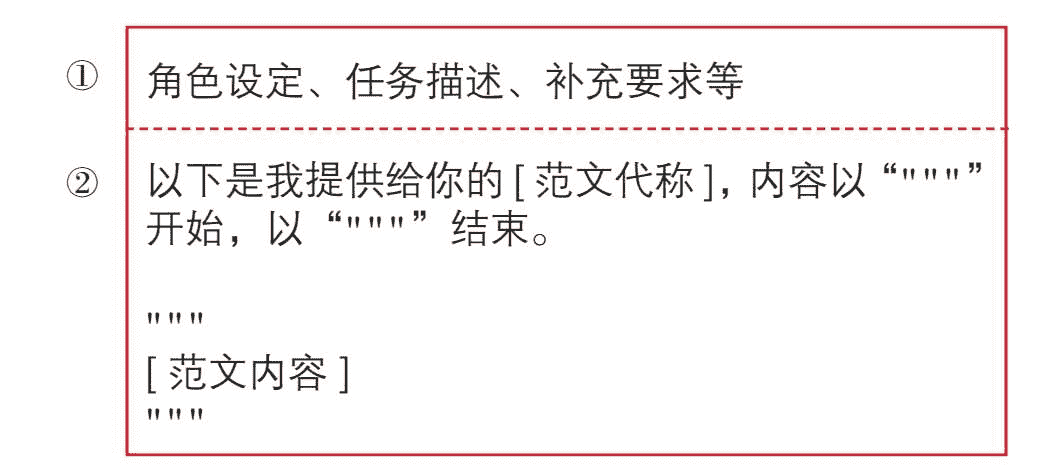 ① 角色设定、任务描述、补充要求等
② 以下是我提供给你的[范文代称]，内容以“"""”
开始，以“"""”结束。
"""
[范文内容]
"""